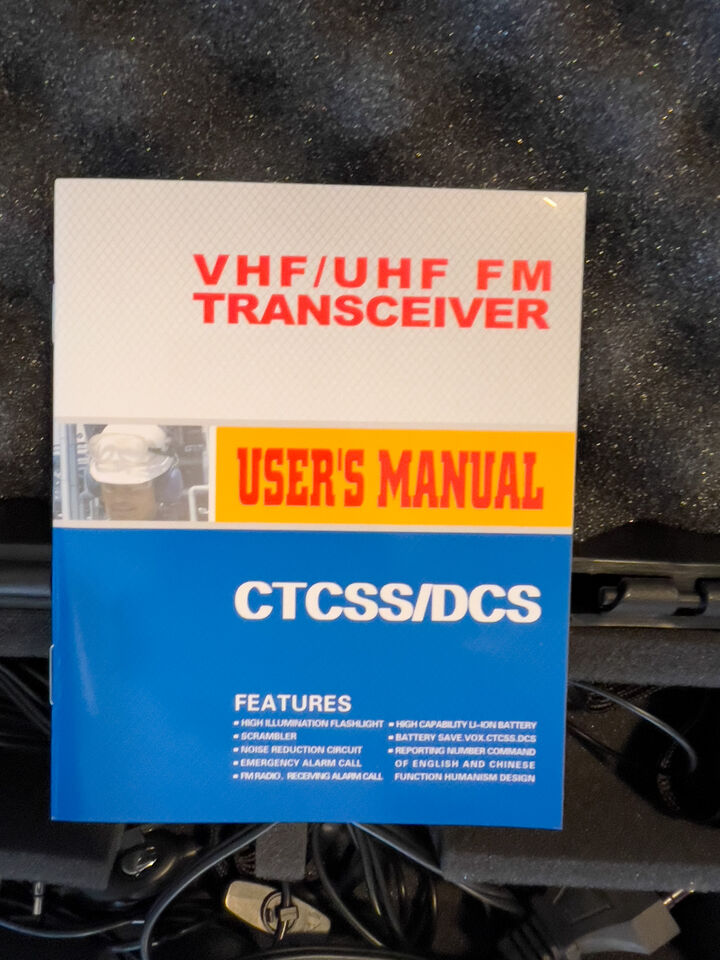 VHF/UHF FM
TRANSCEIVER
USER'S MANUAL
CTCSS/DCS
FEATURES
▪ HIGH ILLUMINATION FLASHLIGHT
▪ SCRAMBLER
▪ NOISE REDUCTION CIRCUIT
▪ EMERGENCY ALARM CALL
▪ FM RADIO, RECEIVING ALARM CALL
▪ HIGH CAPABILITY LI-ION BATTERY
▪ BATTERY SAVE.VOX.CTCSS.DCS
▪ REPORTING NUMBER COMMAND
OF ENGLISH AND CHINESE
FUNCTION HUMANISM DESIGN